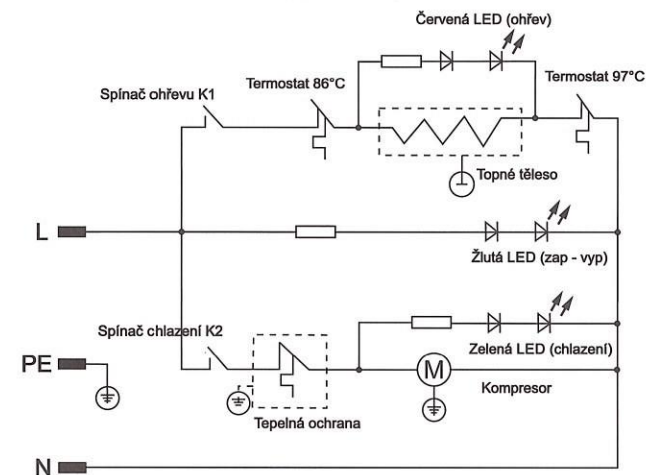 Červená LED (ohřev)
Spínač ohřevu K1
Termostat 86°C
Termostat 97°C
Topné těleso
L
Žlutá LED (zap - vyp)
Spínač chlazení K2
Zelená LED (chlazení)
PE
M
Kompresor
Tepelná ochrana
N